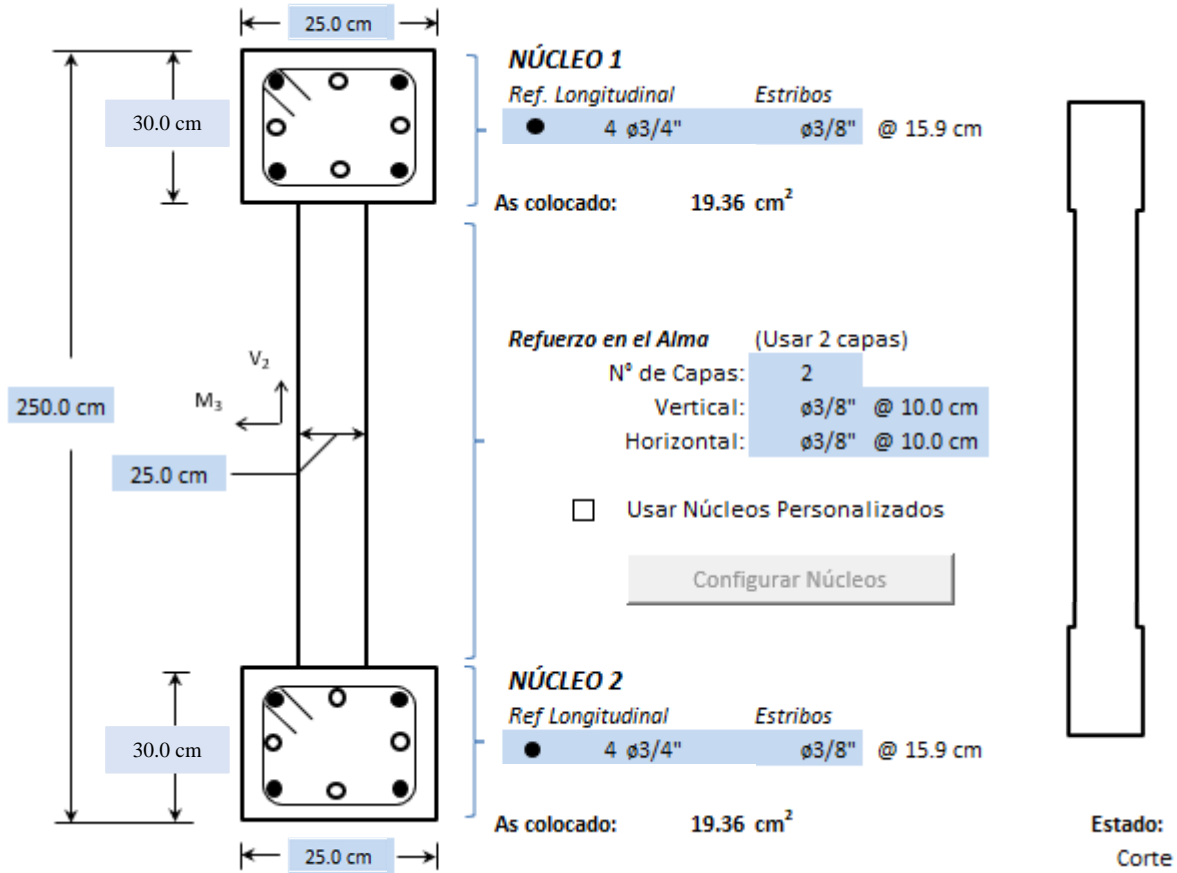 25.0 cm
NÚCLEO 1
Ref. Longitudinal Estribos
30.0 cm
4 ø3/4" ø3/8" @ 15.9 cm
As colocado: 19.36 cm²
Refuerzo en el Alma (Usar 2 capas)
N° de Capas: 2
V₂
250.0 cm
M₃
Vertical: ø3/8" @ 10.0 cm
Horizontal: ø3/8" @ 10.0 cm
25.0 cm
Usar Núcleos Personalizados
Configurar Núcleos
NÚCLEO 2
Ref Longitudinal Estribos
30.0 cm
4 ø3/4" ø3/8" @ 15.9 cm
As colocado: 19.36 cm²
25.0 cm
Estado:
Corte